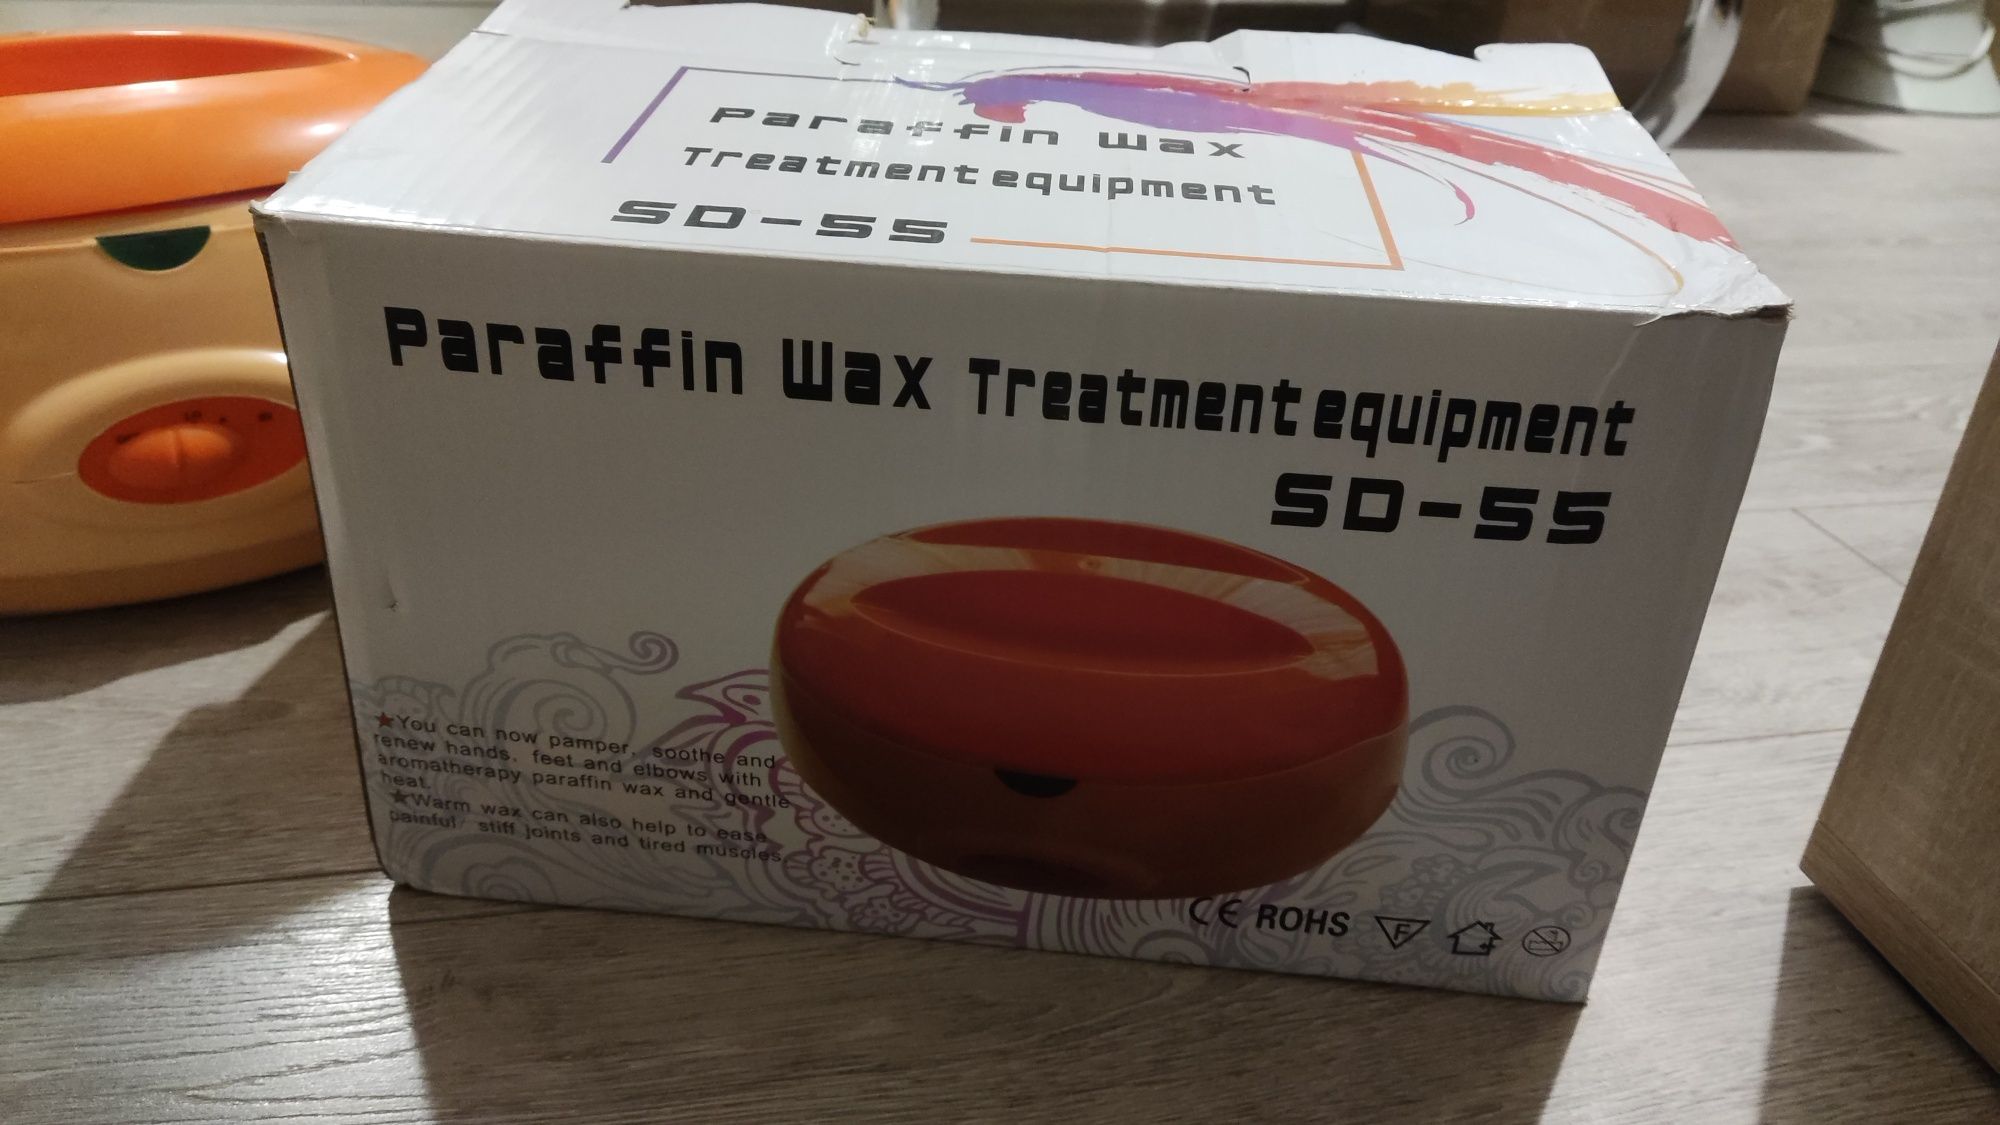 Paraffin Wax
Treatment equipment
SD-55
Paraffin Wax Treatment equipment
SD-55
★You can now pamper, soothe and
renew hands, feet and elbows with
aromatherapy paraffin wax and gentle
heat.
★Warm wax can also help to ease
painful/ stiff joints and tired muscles.
CE ROHS F